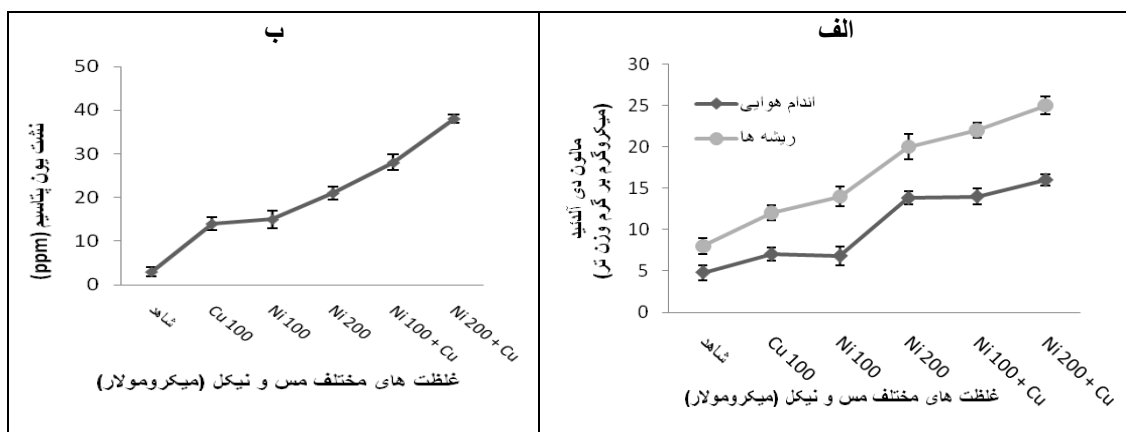 الف
مالون دی آلدئید
(میکروگرم بر گرم وزن تر)
30
25
20
15
10
5
0
اندام هوایی
ریشه ها
شاهد
Cu 100
Ni 100
Ni 200
Ni 100 + Cu
Ni 200 + Cu
غلظت های مختلف مس و نیکل (میکرومولار)
ب
نشت یون پتاسیم (ppm)
50
40
30
20
10
0
شاهد
Cu 100
Ni 100
Ni 200
Ni 100 + Cu
Ni 200 + Cu
غلظت های مختلف مس و نیکل (میکرومولار)